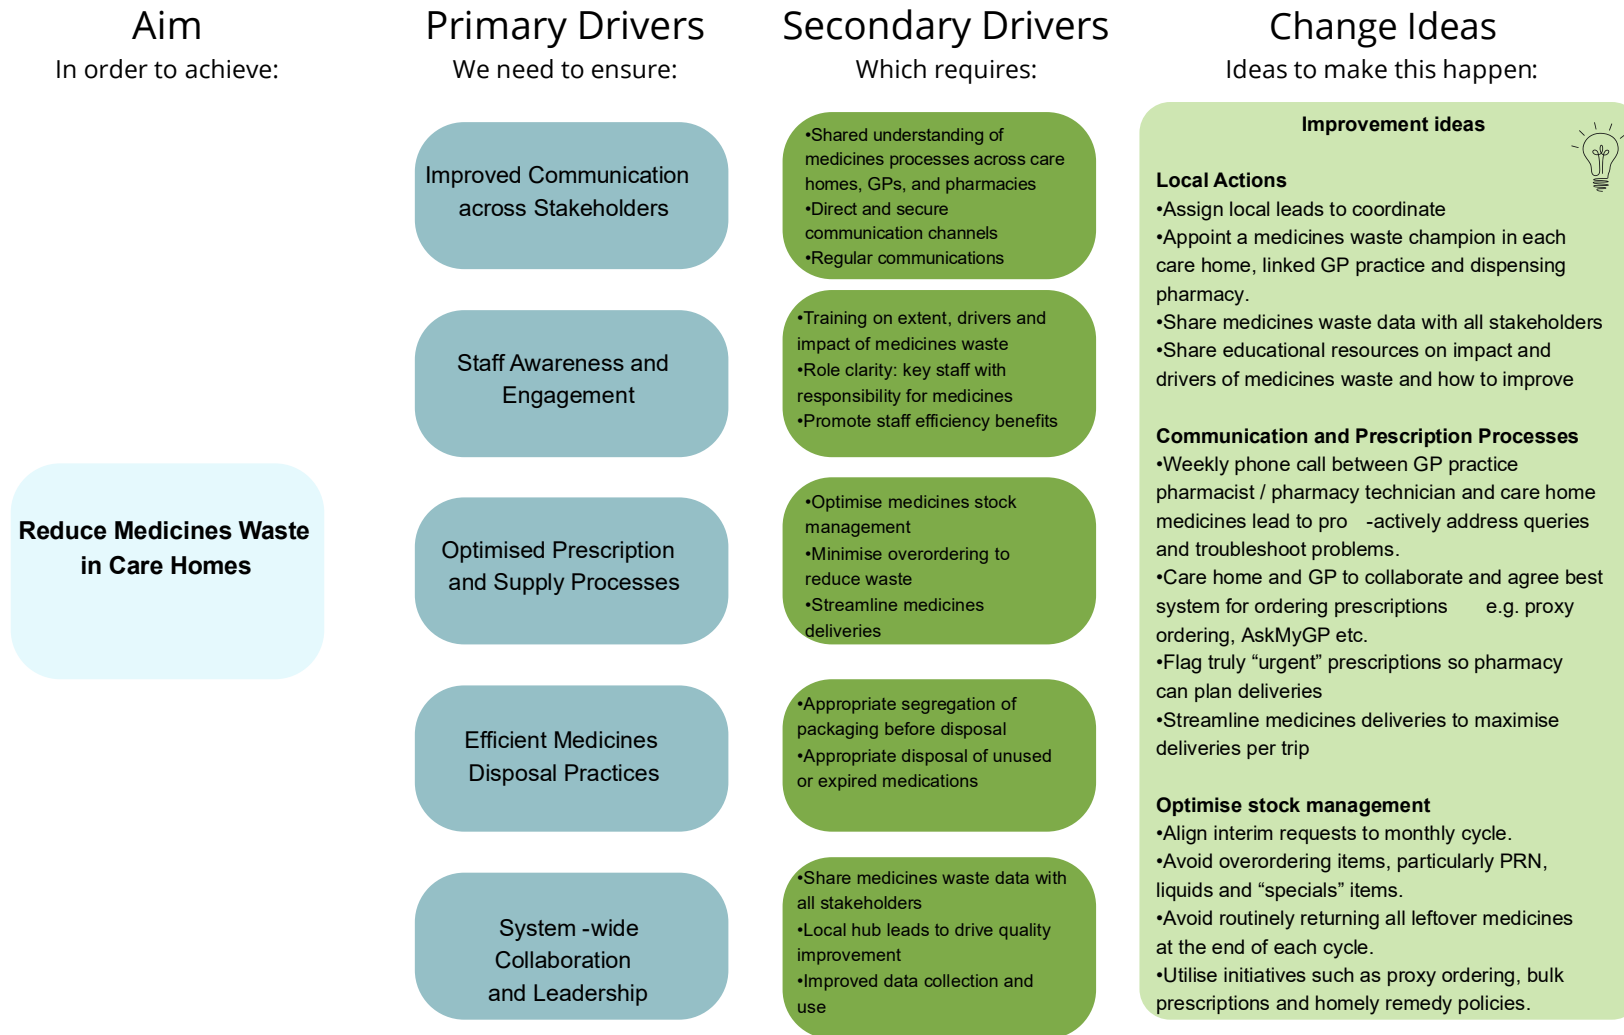 Aim
In order to achieve:
Reduce Medicines Waste
in Care Homes
Primary Drivers
We need to ensure:
Improved Communication
across Stakeholders
Staff Awareness and
Engagement
Optimised Prescription
and Supply Processes
Efficient Medicines
Disposal Practices
System -wide
Collaboration
and Leadership
Secondary Drivers
Which requires:
•Shared understanding of
medicines processes across care
homes, GPs, and pharmacies
•Direct and secure
communication channels
•Regular communications
•Training on extent, drivers and
impact of medicines waste
•Role clarity: key staff with
responsibility for medicines
•Promote staff efficiency benefits
•Optimise medicines stock
management
•Minimise overordering to
reduce waste
•Streamline medicines
deliveries
•Appropriate segregation of
packaging before disposal
•Appropriate disposal of unused
or expired medications
•Share medicines waste data with
all stakeholders
•Local hub leads to drive quality
improvement
•Improved data collection and
use
Change Ideas
Ideas to make this happen:
Improvement ideas
Local Actions
•Assign local leads to coordinate
•Appoint a medicines waste champion in each
care home, linked GP practice and dispensing
pharmacy.
•Share medicines waste data with all stakeholders
•Share educational resources on impact and
drivers of medicines waste and how to improve
Communication and Prescription Processes
•Weekly phone call between GP practice
pharmacist / pharmacy technician and care home
medicines lead to pro -actively address queries
and troubleshoot problems.
•Care home and GP to collaborate and agree best
system for ordering prescriptions e.g. proxy
ordering, AskMyGP etc.
•Flag truly “urgent” prescriptions so pharmacy
can plan deliveries
•Streamline medicines deliveries to maximise
deliveries per trip
Optimise stock management
•Align interim requests to monthly cycle.
•Avoid overordering items, particularly PRN,
liquids and “specials” items.
•Avoid routinely returning all leftover medicines
at the end of each cycle.
•Utilise initiatives such as proxy ordering, bulk
prescriptions and homely remedy policies.